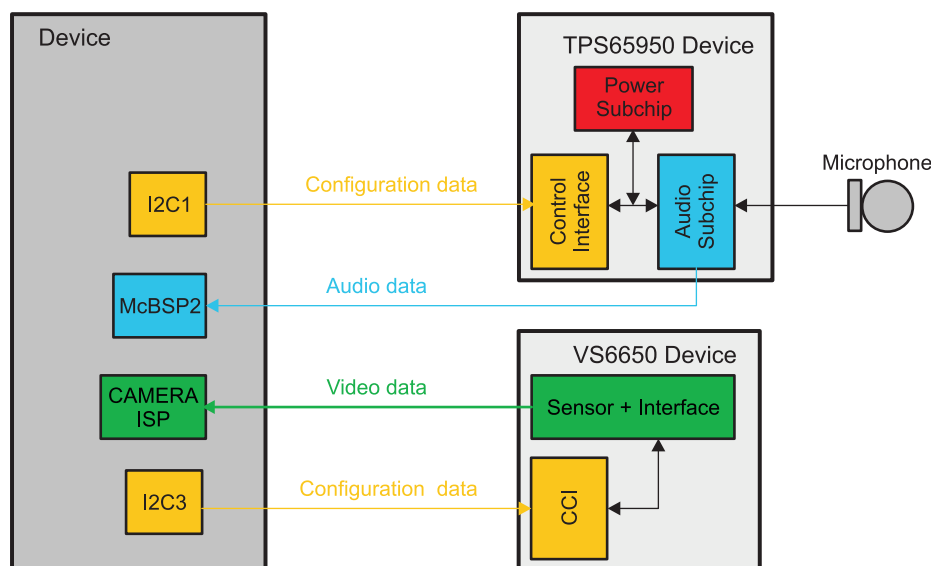 Device
TPS65950 Device
Power
Subchip
Microphone
I2C1
Configuration data
Control
Interface
Audio
Subchip
McBSP2
Audio data
VS6650 Device
CAMERA
ISP
Video data
Sensor + Interface
I2C3
Configuration data
CCI